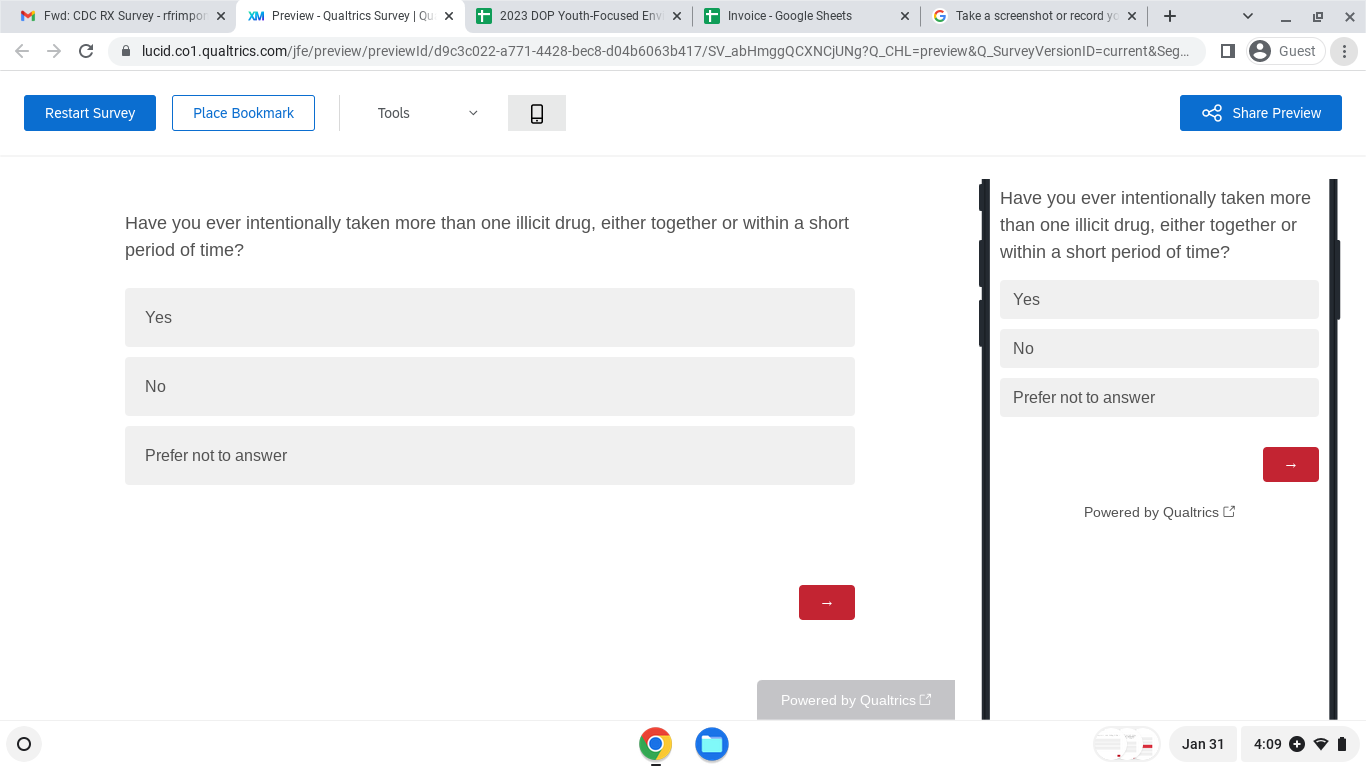 Fwd: CDC RX Survey - rfrimpor
Preview - Qualtrics Survey | Qu
2023 DOP Youth-Focused Envi
Invoice - Google Sheets
Take a screenshot or record yo
lucid.co1.qualtrics.com/jfe/preview/previewId/d9c3c022-a771-4428-bec8-d04b6063b417/SV_abHmggQCXNCjUNg?Q_CHL=preview&Q_SurveyVersionID=current&Seg...
Guest
Restart Survey
Place Bookmark
Tools
Share Preview
Have you ever intentionally taken more than one illicit drug, either together or within a short
period of time?
Yes
No
Prefer not to answer
→
Powered by Qualtrics
Have you ever intentionally taken more
than one illicit drug, either together or
within a short period of time?
Yes
No
Prefer not to answer
→
Powered by Qualtrics
Jan 31
4:09